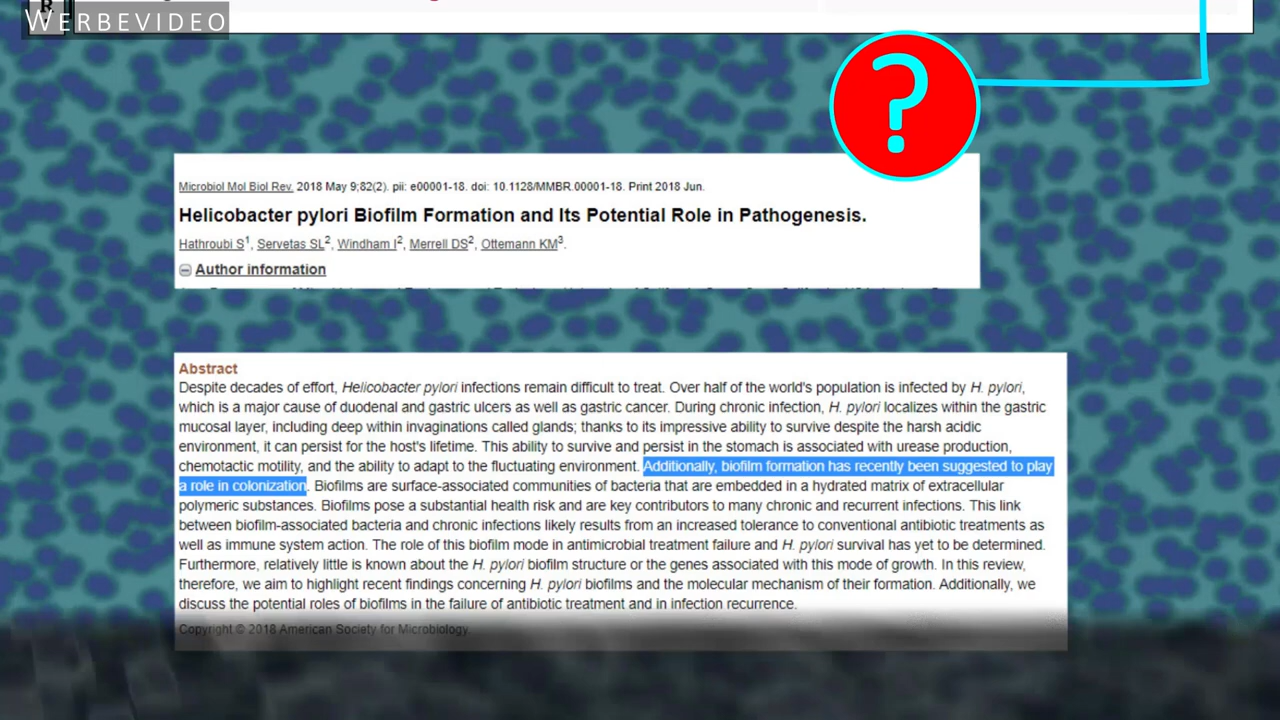 R
WERBEVIDEO
?
Microbiol Mol Biol Rev. 2018 May 9;82(2). pii: e00001-18. doi: 10.1128/MMBR.00001-18. Print 2018 Jun.
Helicobacter pylori Biofilm Formation and Its Potential Role in Pathogenesis.
Hathroubi S1, Servetas SL2, Windham I2, Merrell DS2, Ottemann KM3.
Author information
Abstract
Despite decades of effort, Helicobacter pylori infections remain difficult to treat. Over half of the world's population is infected by H. pylori,
which is a major cause of duodenal and gastric ulcers as well as gastric cancer. During chronic infection, H. pylori localizes within the gastric
mucosal layer, including deep within invaginations called glands; thanks to its impressive ability to survive despite the harsh acidic
environment, it can persist for the host's lifetime. This ability to survive and persist in the stomach is associated with urease production,
chemotactic motility, and the ability to adapt to the fluctuating environment. Additionally, biofilm formation has recently been suggested to play
a role in colonization. Biofilms are surface-associated communities of bacteria that are embedded in a hydrated matrix of extracellular
polymeric substances. Biofilms pose a substantial health risk and are key contributors to many chronic and recurrent infections. This link
between biofilm-associated bacteria and chronic infections likely results from an increased tolerance to conventional antibiotic treatments as
well as immune system action. The role of this biofilm mode in antimicrobial treatment failure and H. pylori survival has yet to be determined.
Furthermore, relatively little is known about the H. pylori biofilm structure or the genes associated with this mode of growth. In this review,
therefore, we aim to highlight recent findings concerning H. pylori biofilms and the molecular mechanism of their formation. Additionally, we
discuss the potential roles of biofilms in the failure of antibiotic treatment and in infection recurrence.
Copyright © 2018 American Society for Microbiology.